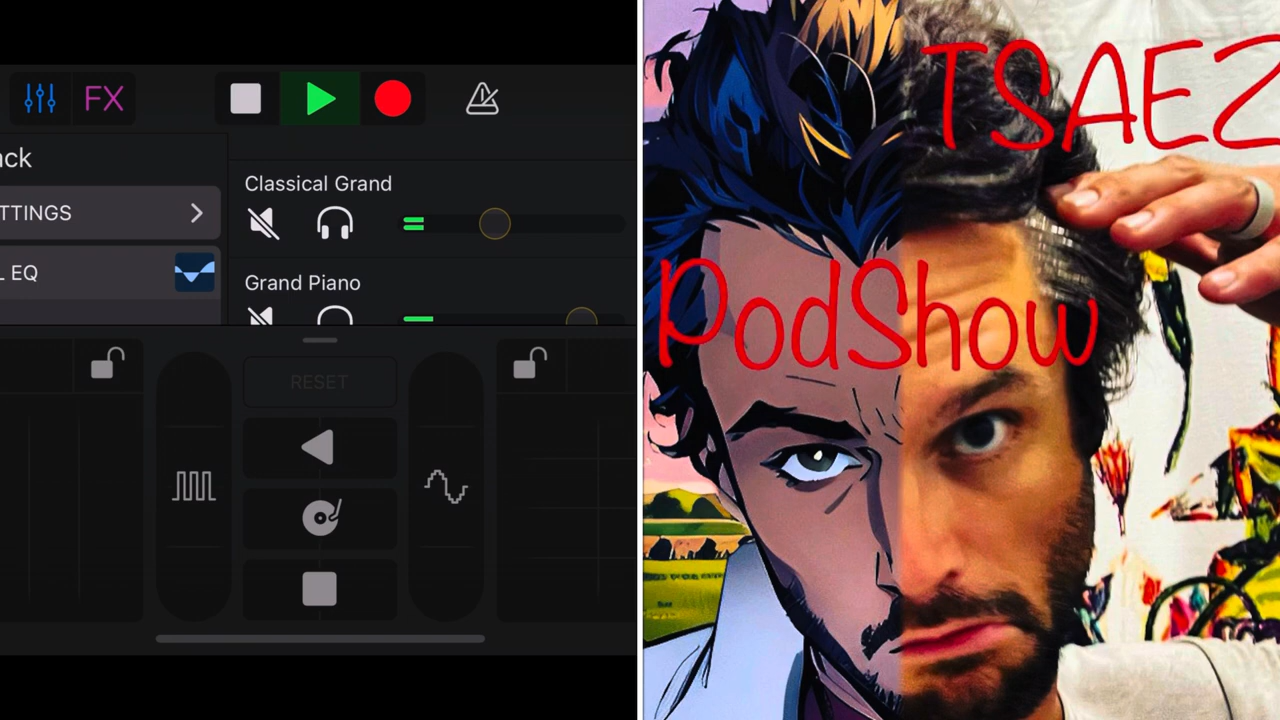 FX
ack
TTINGS
Classical Grand
L EQ
Grand Piano
RESET
TSAEZ
PodShow